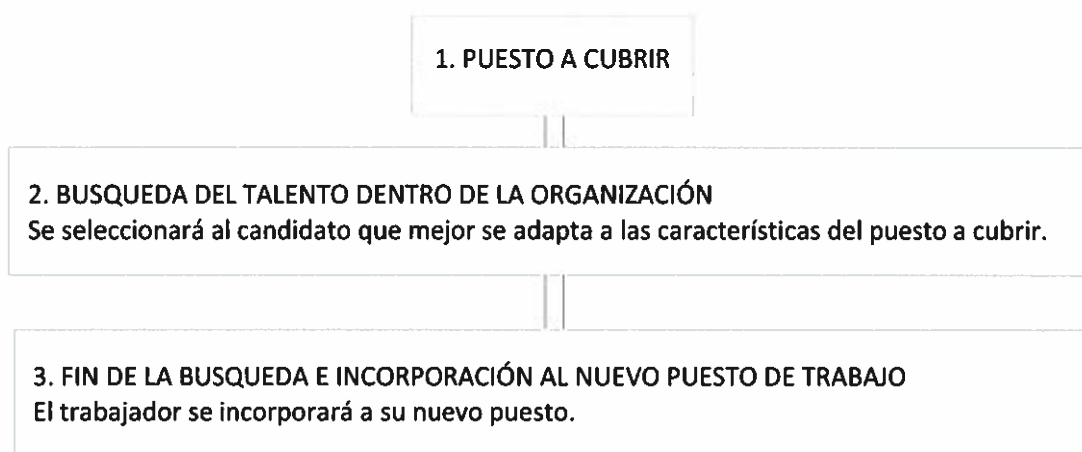 1. PUESTO A CUBRIR
2. BUSQUEDA DEL TALENTO DENTRO DE LA ORGANIZACIÓN
Se seleccionará al candidato que mejor se adapta a las características del puesto a cubrir.
3. FIN DE LA BUSQUEDA E INCORPORACIÓN AL NUEVO PUESTO DE TRABAJO
El trabajador se incorporará a su nuevo puesto.